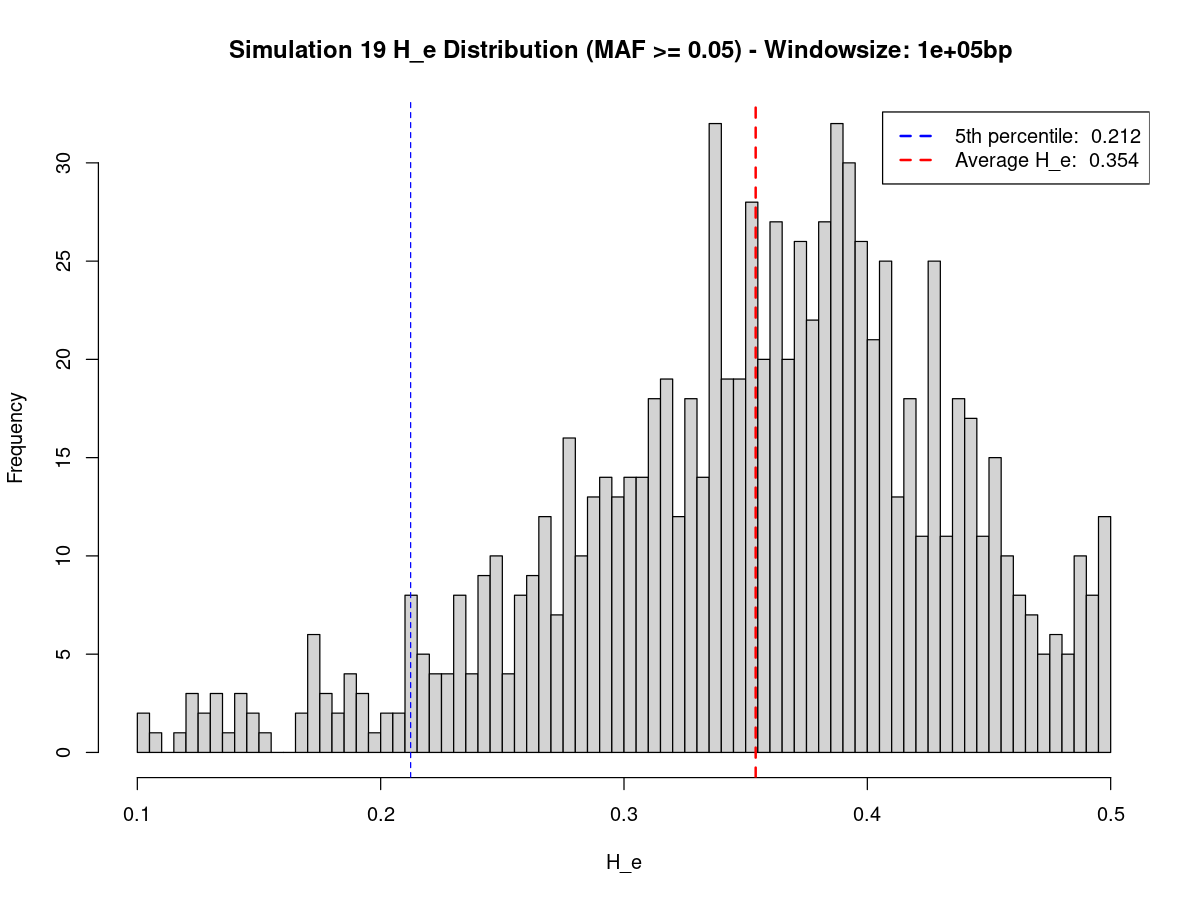 Simulation 19 H_e Distribution (MAF >= 0.05) - Windowsize: 1e+05bp
5th percentile:  0.212
Average H_e:  0.354
Frequency
30
25
20
15
10
5
0
0.1
0.2
0.3
0.4
0.5
H_e